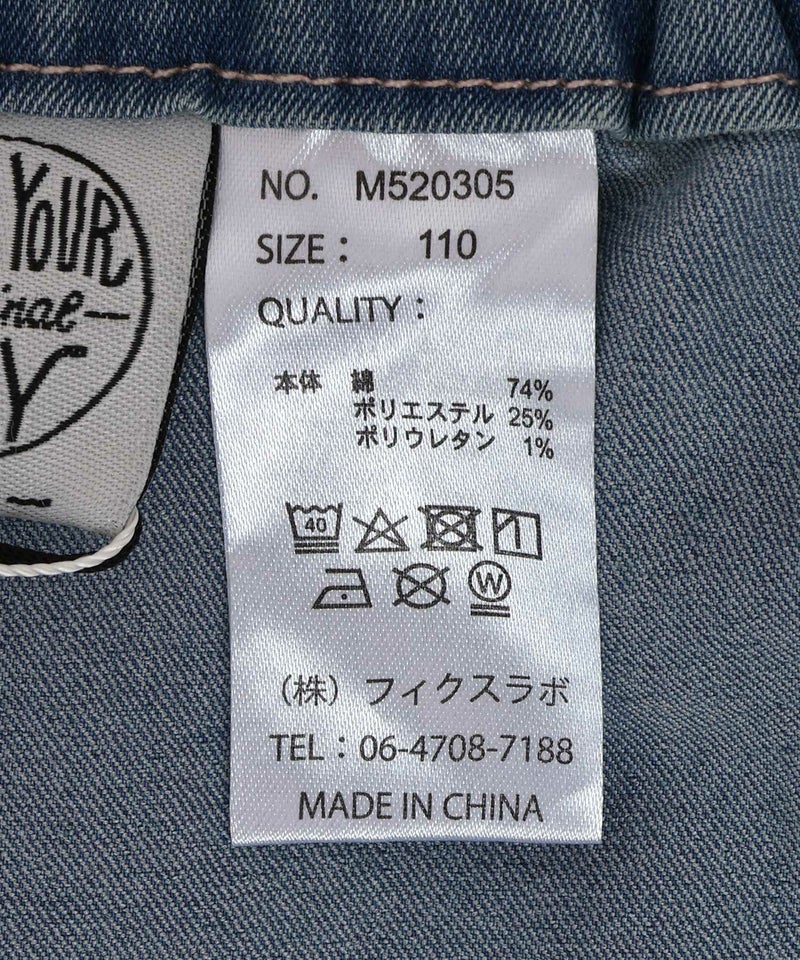 YOUR
NO. M520305
SIZE : 110
QUALITY :
本体 綿 74%
ポリエステル 25%
ポリウレタン 1%
40
W
(株) フィクスラボ
TEL : 06-4708-7188
MADE IN CHINA